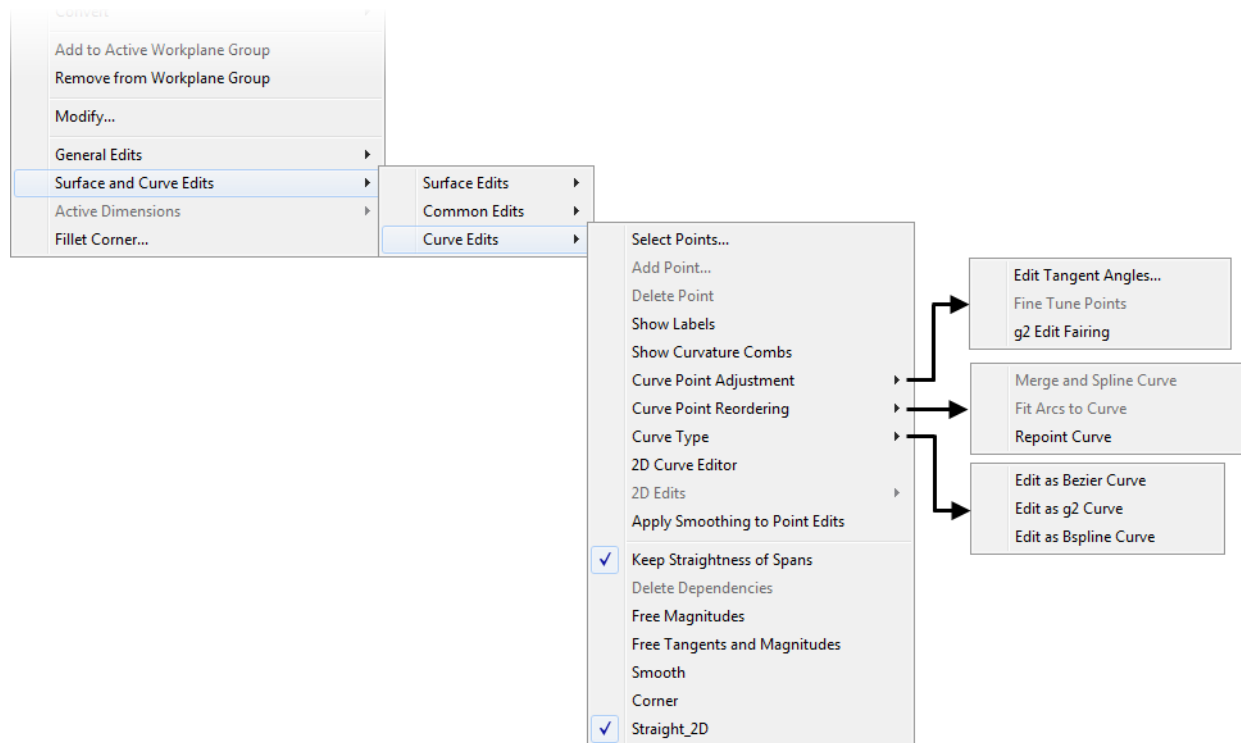 Convert
Add to Active Workplane Group
Remove from Workplane Group
Modify...
General Edits
Surface and Curve Edits
Active Dimensions
Fillet Corner...
Surface Edits
Common Edits
Curve Edits
Select Points...
Add Point...
Delete Point
Show Labels
Show Curvature Combs
Curve Point Adjustment
Curve Point Reordering
Curve Type
2D Curve Editor
2D Edits
Apply Smoothing to Point Edits
Keep Straightness of Spans
Delete Dependencies
Free Magnitudes
Free Tangents and Magnitudes
Smooth
Corner
Straight_2D
Edit Tangent Angles...
Fine Tune Points
g2 Edit Fairing
Merge and Spline Curve
Fit Arcs to Curve
Repoint Curve
Edit as Bezier Curve
Edit as g2 Curve
Edit as Bspline Curve